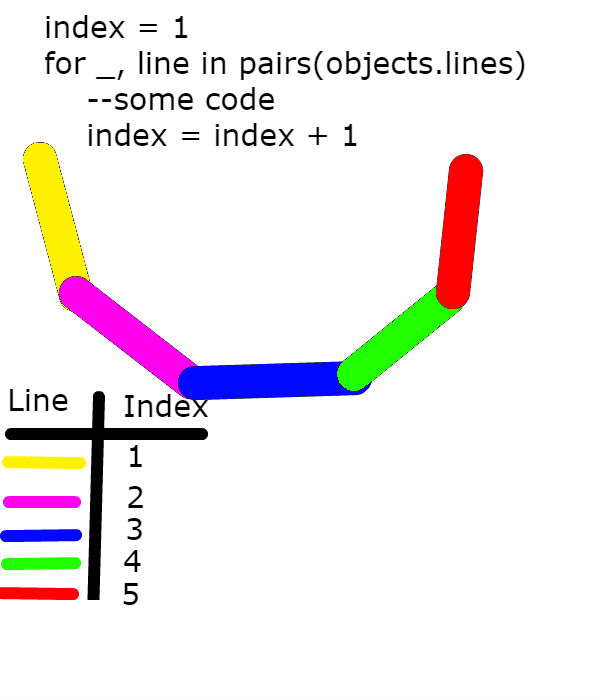 index = 1
for _, line in pairs(objects.lines)
--some code
index = index + 1
Line Index
1
2
3
4
5